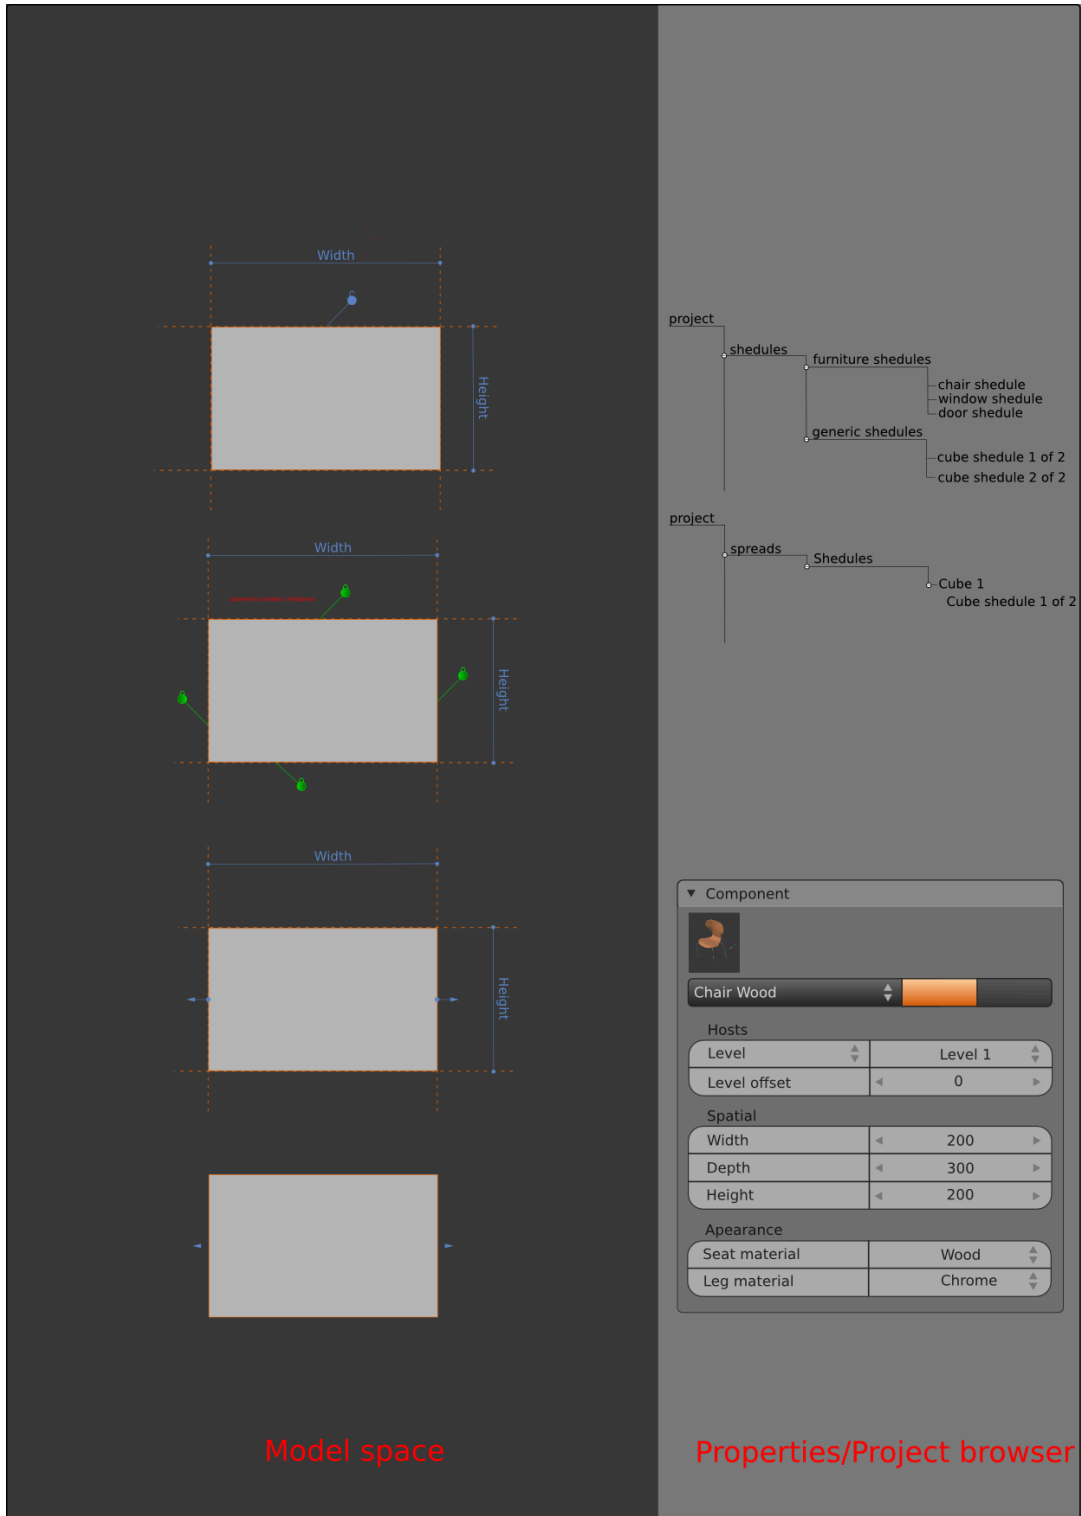 Width
Height
Width
Height
Width
Height
Model space
project
shedules
furniture shedules
chair shedule
window shedule
door shedule
generic shedules
cube shedule 1 of 2
cube shedule 2 of 2
project
spreads
Shedules
Cube 1
Cube shedule 1 of 2
Component
Chair Wood
Hosts
Level Level 1
Level offset 0
Spatial
Width 200
Depth 300
Height 200
Apearance
Seat material Wood
Leg material Chrome
Properties/Project browser